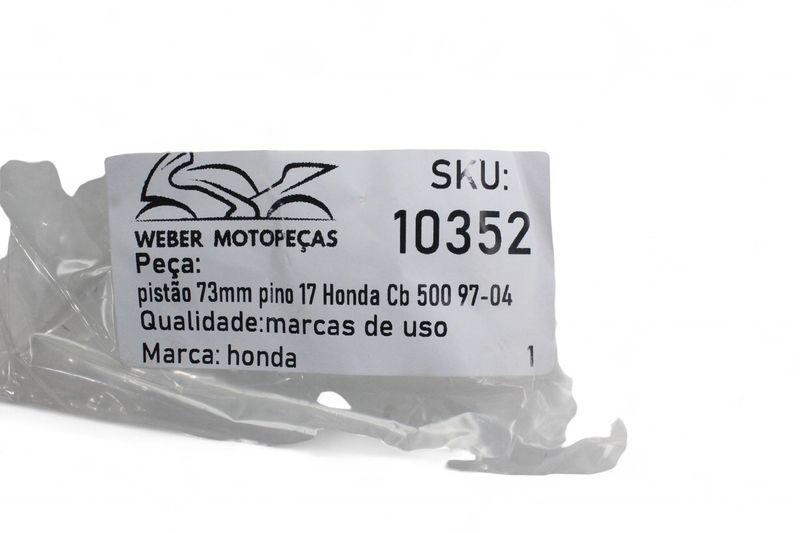 SKU:
10352
WEBER MOTOPEÇAS
Peça:
pistão 73mm pino 17 Honda Cb 500 97-04
Qualidade:marcas de uso
Marca: honda 1